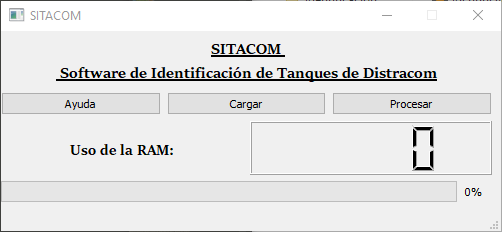 SITACOM
SITACOM
Software de Identificación de Tanques de Distracom
Ayuda Cargar Procesar
Uso de la RAM: 0
0%